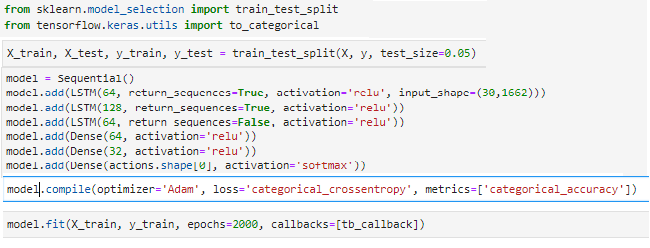 from sklearn.model_selection import train_test_split
from tensorflow.keras.utils import to_categorical
X_train, X_test, y_train, y_test = train_test_split(X, y, test_size=0.05)
model = Sequential()
model.add(LSTM(64, return_sequences=True, activation='relu', input_shape=(30,1662)))
model.add(LSTM(128, return_sequences=True, activation='relu'))
model.add(LSTM(64, return_sequences=False, activation='relu'))
model.add(Dense(64, activation='relu'))
model.add(Dense(32, activation='relu'))
model.add(Dense(actions.shape[0], activation='softmax'))
model.compile(optimizer='Adam', loss='categorical_crossentropy', metrics=['categorical_accuracy'])
model.fit(X_train, y_train, epochs=2000, callbacks=[tb_callback])